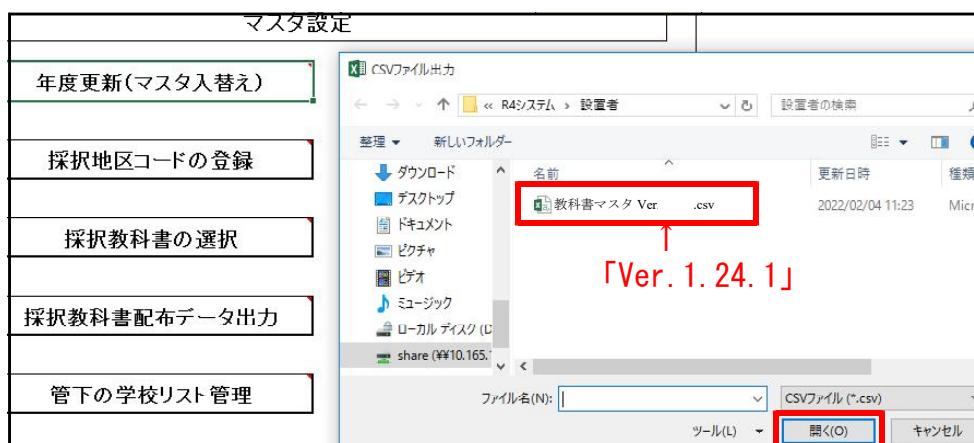 マスタ設定
年度更新(マスタ入替え)
採択地区コードの登録
採択教科書の選択
採択教科書配布データ出力
管下の学校リスト管理
CSVファイル出力
« R4システム › 設置者
設置者の検索
整理 新しいフォルダー
ダウンロード
デスクトップ
ドキュメント
ピクチャ
ビデオ
ミュージック
ローカル ディスク (D
share (¥¥10.165.
名前 更新日時 種類
教科書マスタ Ver. .csv 2022/02/04 11:23 Micr
↑
「Ver.1.24.1」
ファイル名(N): CSVファイル (*.csv)
ツール(L) 開く(O) キャンセル